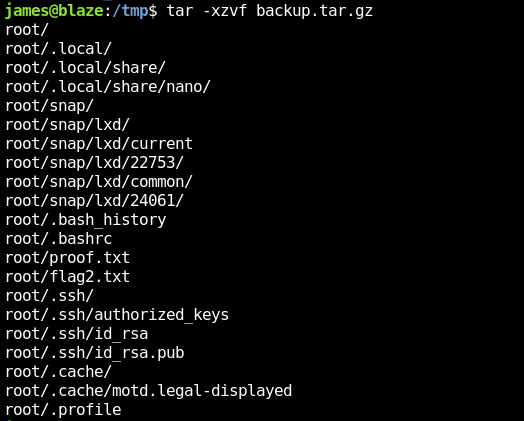 james@blaze:/tmp$ tar -xzvf backup.tar.gz
root/
root/.local/
root/.local/share/
root/.local/share/nano/
root/snap/
root/snap/lxd/
root/snap/lxd/current
root/snap/lxd/22753/
root/snap/lxd/common/
root/snap/lxd/24061/
root/.bash_history
root/.bashrc
root/proof.txt
root/flag2.txt
root/.ssh/
root/.ssh/authorized_keys
root/.ssh/id_rsa
root/.ssh/id_rsa.pub
root/.cache/
root/.cache/motd.legal-displayed
root/.profile